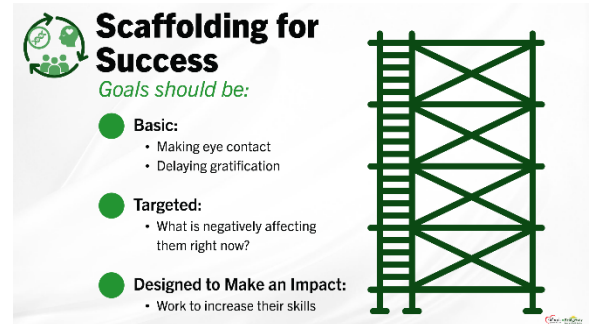 Scaffolding for
Success
Goals should be:
Basic:
• Making eye contact
• Delaying gratification
Targeted:
• What is negatively affecting
them right now?
Designed to Make an Impact:
• Work to increase their skills